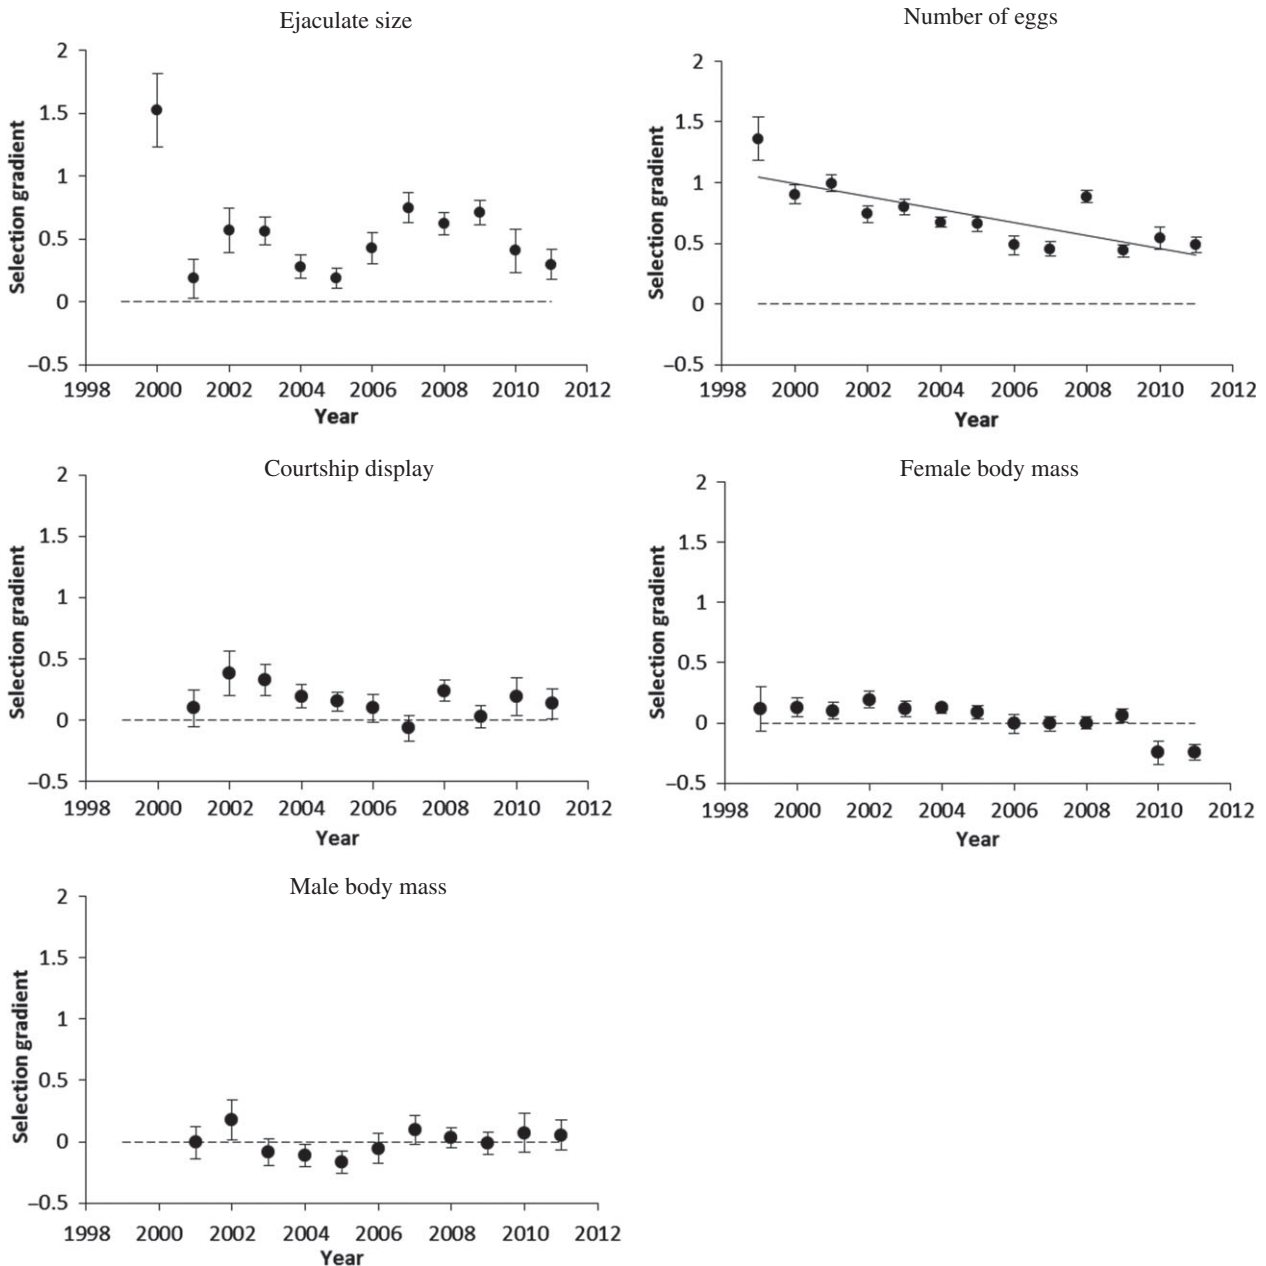 Ejaculate size
2
1.5
1
0.5
0
–0.5
Selection gradient
1998 2000 2002 2004 2006 2008 2010 2012
Year
Number of eggs
2
1.5
1
0.5
0
–0.5
Selection gradient
1998 2000 2002 2004 2006 2008 2010 2012
Year
Courtship display
2
1.5
1
0.5
0
–0.5
Selection gradient
1998 2000 2002 2004 2006 2008 2010 2012
Year
Female body mass
2
1.5
1
0.5
0
–0.5
Selection gradient
1998 2000 2002 2004 2006 2008 2010 2012
Year
Male body mass
2
1.5
1
0.5
0
–0.5
Selection gradient
1998 2000 2002 2004 2006 2008 2010 2012
Year